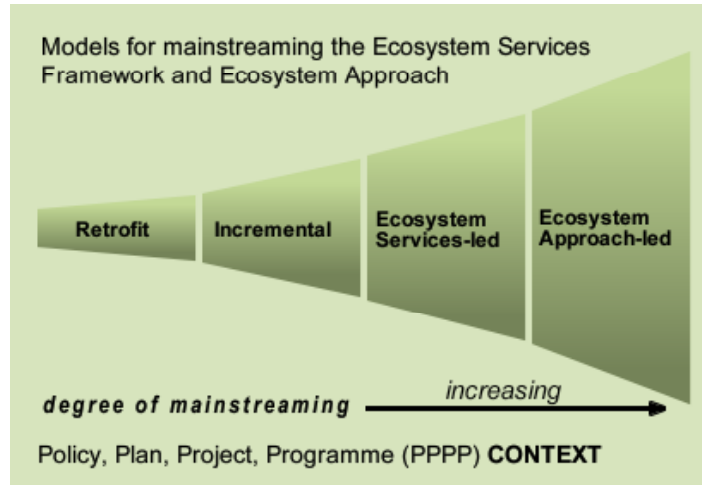 Models for mainstreaming the Ecosystem Services
Framework and Ecosystem Approach
Retrofit
Incremental
Ecosystem
Services-led
Ecosystem
Approach-led
degree of mainstreaming
increasing
Policy, Plan, Project, Programme (PPPP) CONTEXT